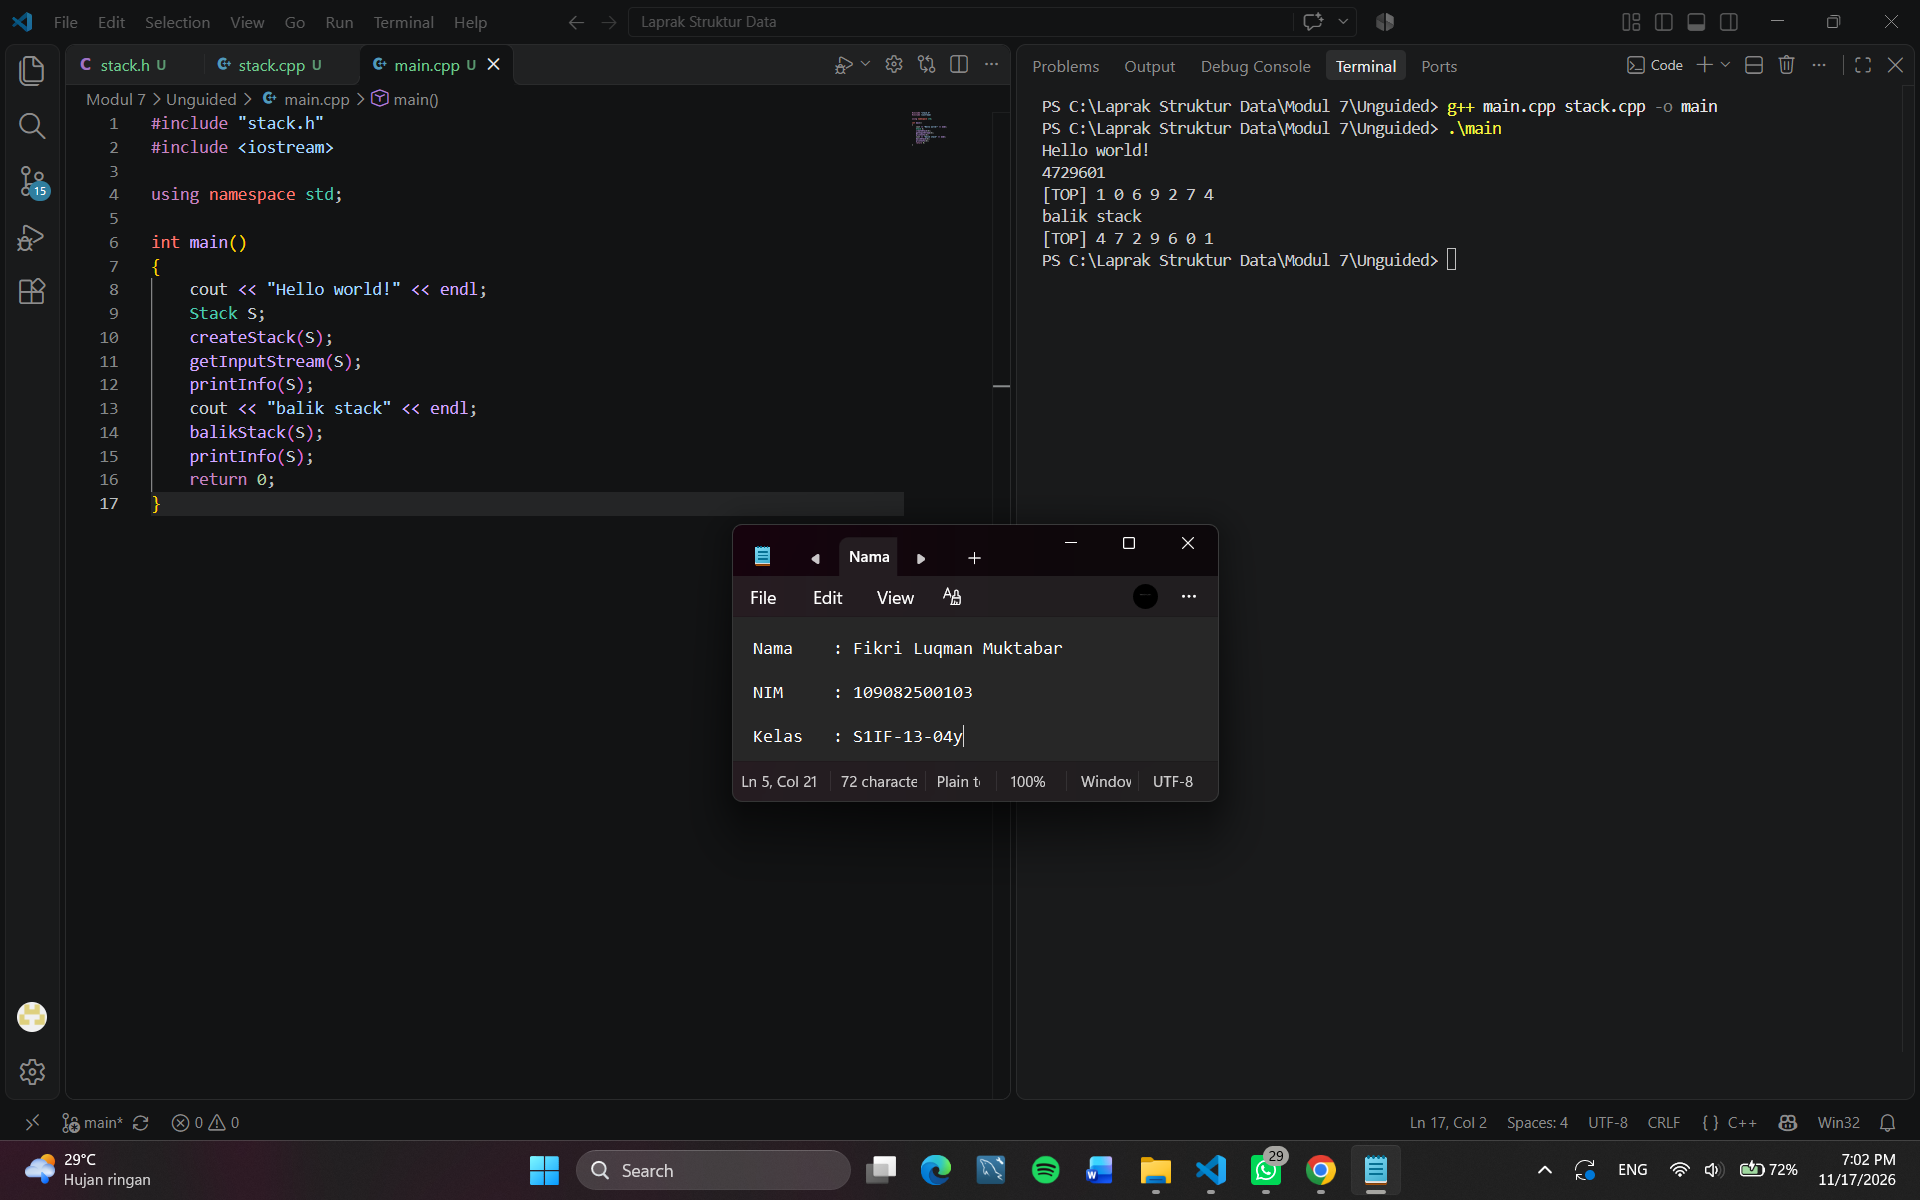 File Edit Selection View Go Run Terminal Help
Laprak Struktur Data
stack.h U
stack.cpp U
main.cpp U
Modul 7 > Unguided > main.cpp > main()
1 #include "stack.h"
2 #include <iostream>
3
4 using namespace std;
5
6 int main()
7 {
8 cout << "Hello world!" << endl;
9 Stack S;
10 createStack(S);
11 getInputStream(S);
12 printInfo(S);
13 cout << "balik stack" << endl;
14 balikStack(S);
15 printInfo(S);
16 return 0;
17 }
15
Problems Output Debug Console Terminal Ports
Code
PS C:\Laprak Struktur Data\Modul 7\Unguided> g++ main.cpp stack.cpp -o main
PS C:\Laprak Struktur Data\Modul 7\Unguided> .\main
Hello world!
4729601
[TOP] 1 0 6 9 2 7 4
balik stack
[TOP] 4 7 2 9 6 0 1
PS C:\Laprak Struktur Data\Modul 7\Unguided>
Nama
File Edit View
Nama : Fikri Luqman Muktabar
NIM : 109082500103
Kelas : S1IF-13-04y
Ln 5, Col 21 72 characte Plain t 100% Window UTF-8
main* 0 0
Ln 17, Col 2 Spaces: 4 UTF-8 CRLF { } C++ Win32
29°C
Hujan ringan
Search
29
ENG
72%
7:02 PM
11/17/2026